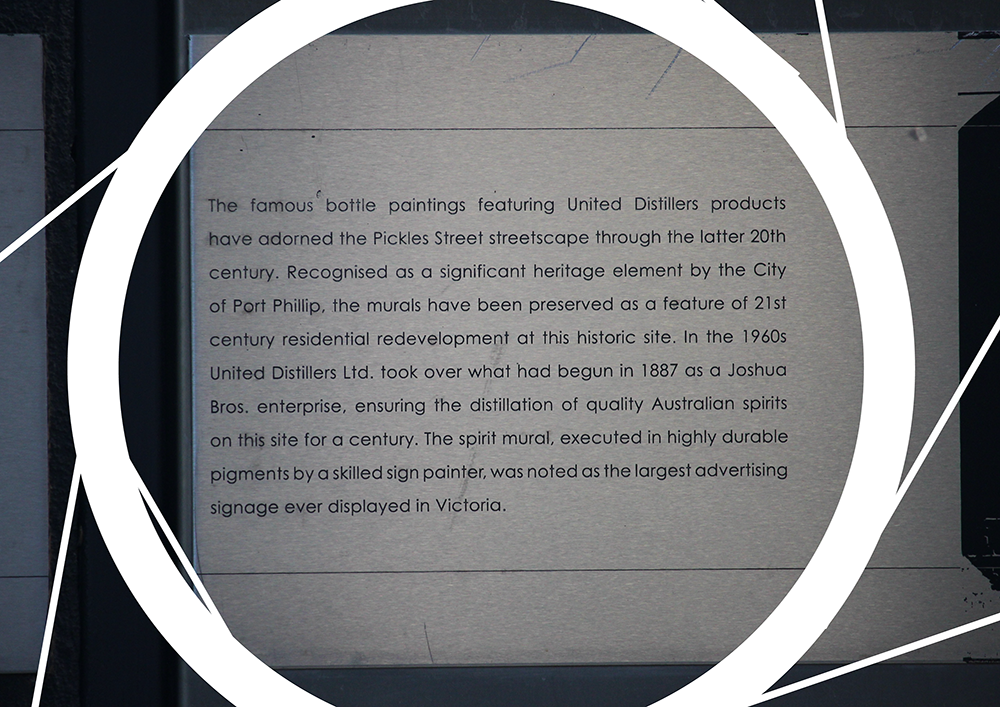 The famous bottle paintings featuring United Distillers products
have adorned the Pickles Street streetscape through the latter 20th
century. Recognised as a significant heritage element by the City
of Port Phillip, the murals have been preserved as a feature of 21st
century residential redevelopment at this historic site. In the 1960s
United Distillers Ltd. took over what had begun in 1887 as a Joshua
Bros. enterprise, ensuring the distillation of quality Australian spirits
on this site for a century. The spirit mural, executed in highly durable
pigments by a skilled sign painter, was noted as the largest advertising
signage ever displayed in Victoria.